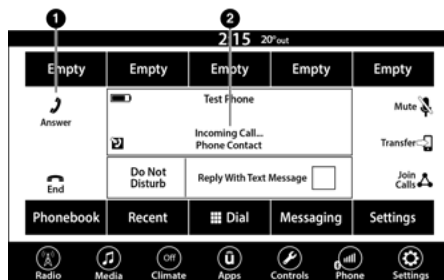 1 2
2 15 20°out
Empty Empty Empty Empty Empty
Test Phone
Answer
Mute
Incoming Call...
Phone Contact
Transfer
End
Do Not
Disturb
Reply With Text Message
Join
Calls
Phonebook Recent Dial Messaging Settings
Off ū
Radio Media Climate Apps Controls Phone Settings